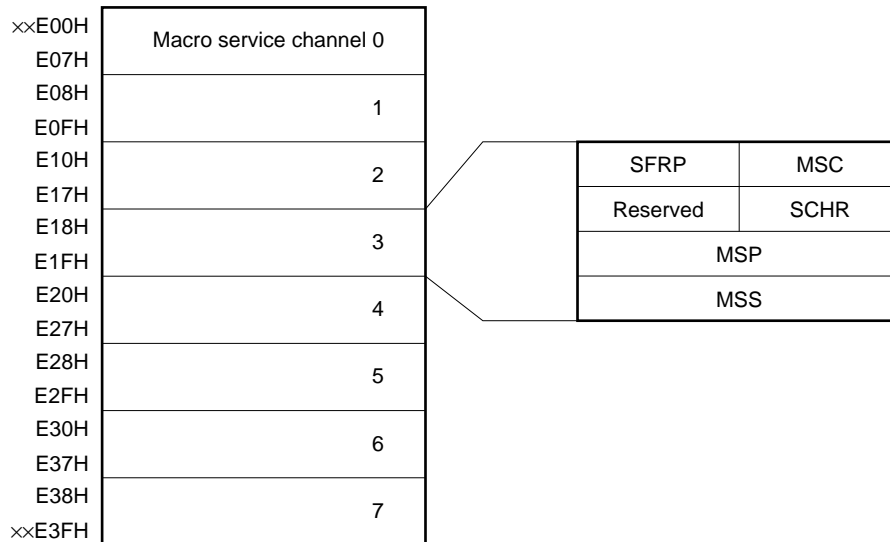 ××E00H
Macro service channel 0
E07H
E08H
1
E0FH
E10H
2
E17H
E18H
3
E1FH
E20H
4
E27H
E28H
5
E2FH
E30H
6
E37H
E38H
7
××E3FH
SFRP MSC
Reserved SCHR
MSP
MSS